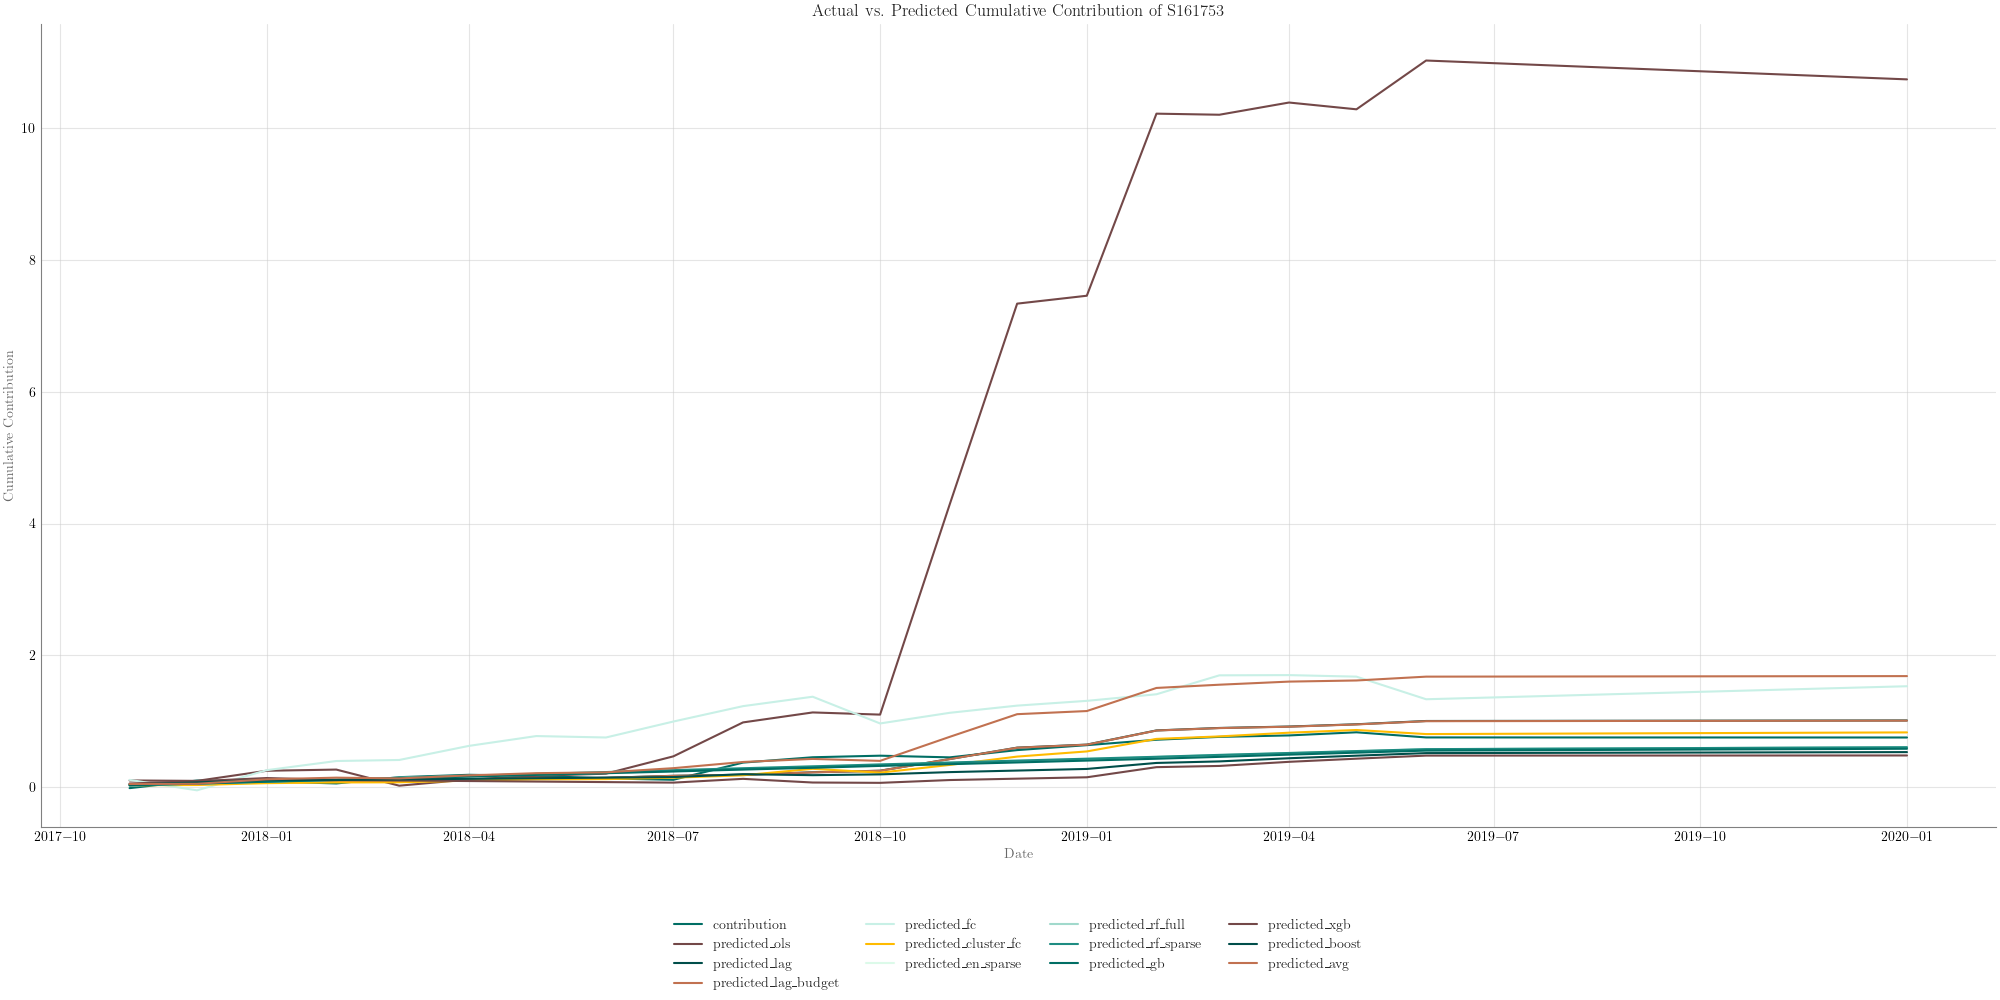 Actual vs. Predicted Cumulative Contribution of S161753
10
8
6
4
2
0
Cumulative Contribution
2017−10
2018−01
2018−04
2018−07
2018−10
2019−01
2019−04
2019−07
2019−10
2020−01
Date
contribution
predicted_ols
predicted_lag
predicted_lag_budget
predicted_fc
predicted_cluster_fc
predicted_en_sparse
predicted_rf_full
predicted_rf_sparse
predicted_gb
predicted_xgb
predicted_boost
predicted_avg